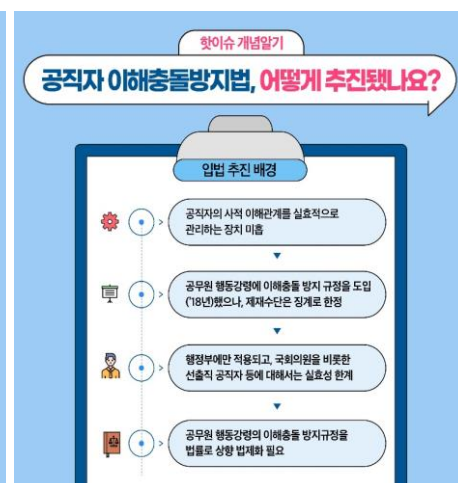 핫이슈 개념알기
공직자 이해충돌방지법, 어떻게 추진됐나요?
입법 추진 배경
공직자의 사적 이해관계를 실효적으로
관리하는 장치 미흡
공무원 행동강령에 이해충돌 방지 규정을 도입
('18년)했으나, 제재수단은 징계로 한정
행정부에만 적용되고, 국회의원을 비롯한
선출직 공직자 등에 대해서는 실효성 한계
공무원 행동강령의 이해충돌 방지규정을
법률로 상향 법제화 필요